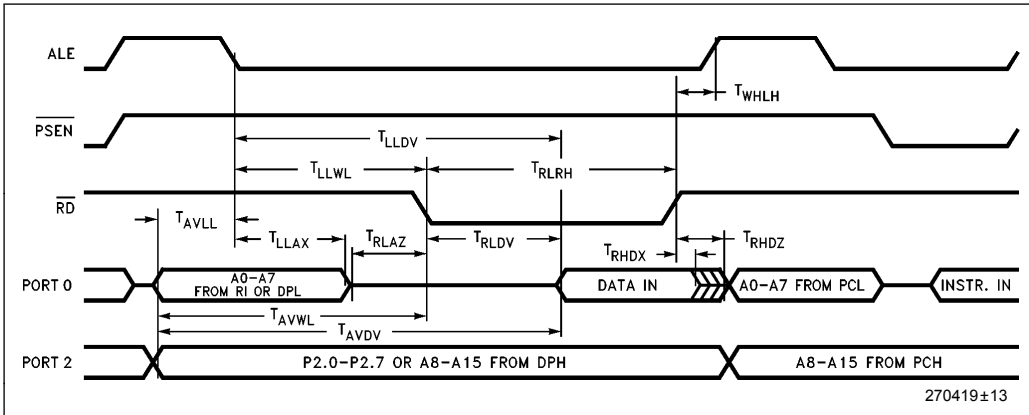 ALE
T_WHLH
PSEN
T_LLDV
T_LLWL
T_RLRH
RD
T_AVLL
T_LLAX
T_RLAZ
T_RLDV
T_RHDX
T_RHDZ
PORT 0
A0-A7
FROM RI OR DPL
DATA IN
A0-A7 FROM PCL
INSTR. IN
T_AVWL
T_AVDV
PORT 2
P2.0-P2.7 OR A8-A15 FROM DPH
A8-A15 FROM PCH
270419±13